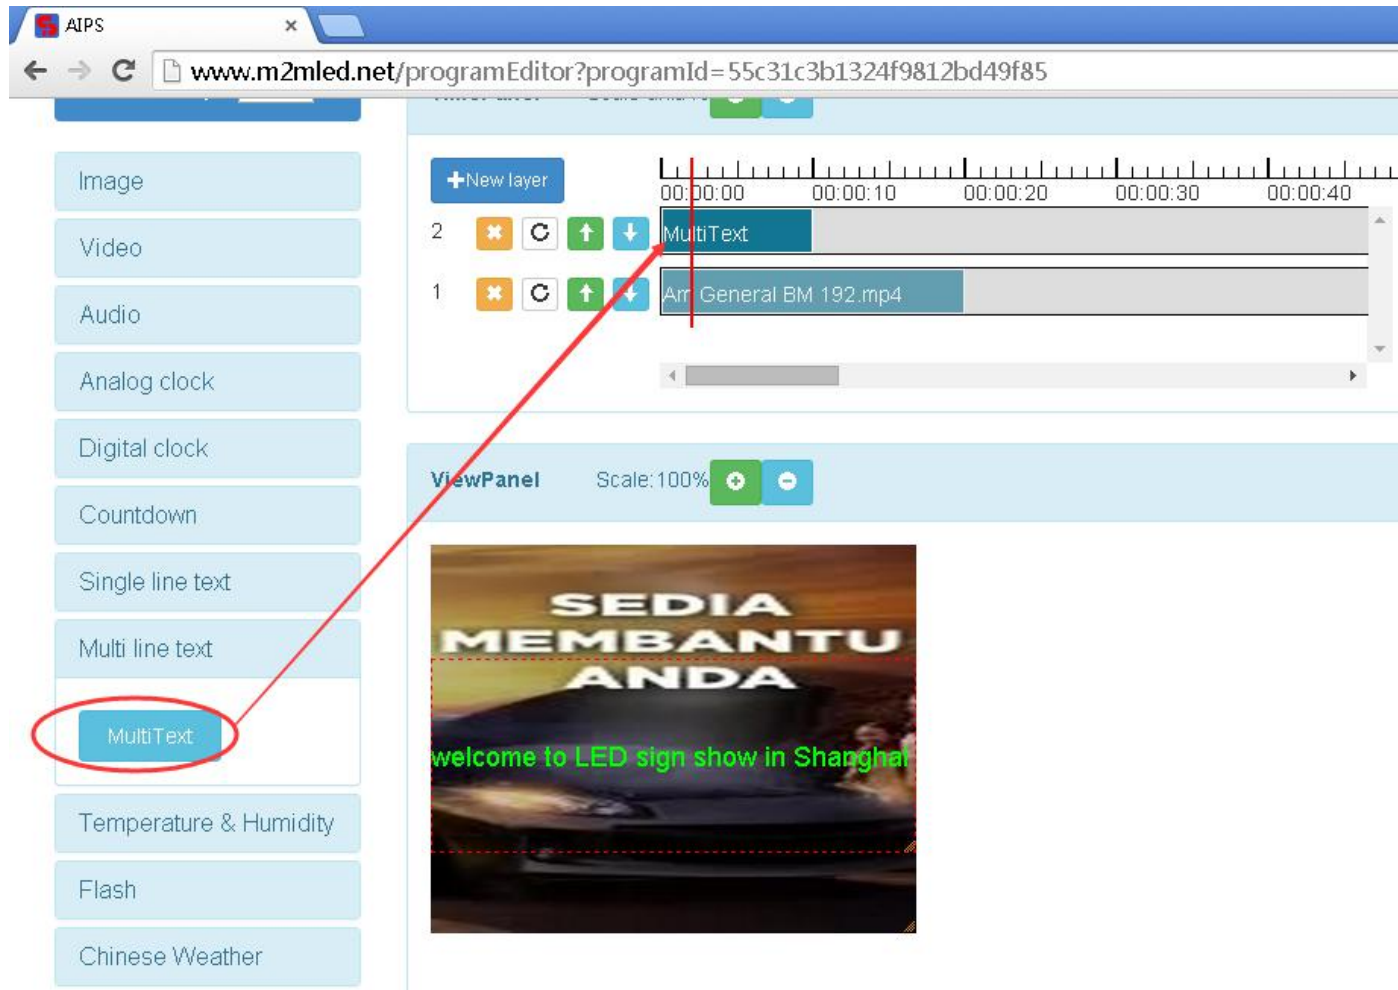 AIPS
www.m2mled.net/programEditor?programId=55c31c3b1324f9812bd49f85
Image
Video
Audio
Analog clock
Digital clock
Countdown
Single line text
Multi line text
MultiText
Temperature & Humidity
Flash
Chinese Weather
New layer
00:00:00 00:00:10 00:00:20 00:00:30 00:00:40
2 MultiText
1 Am General BM 192.mp4
ViewPanel Scale:100%
SEDIA
MEMBANTU
ANDA
welcome to LED sign show in Shanghai